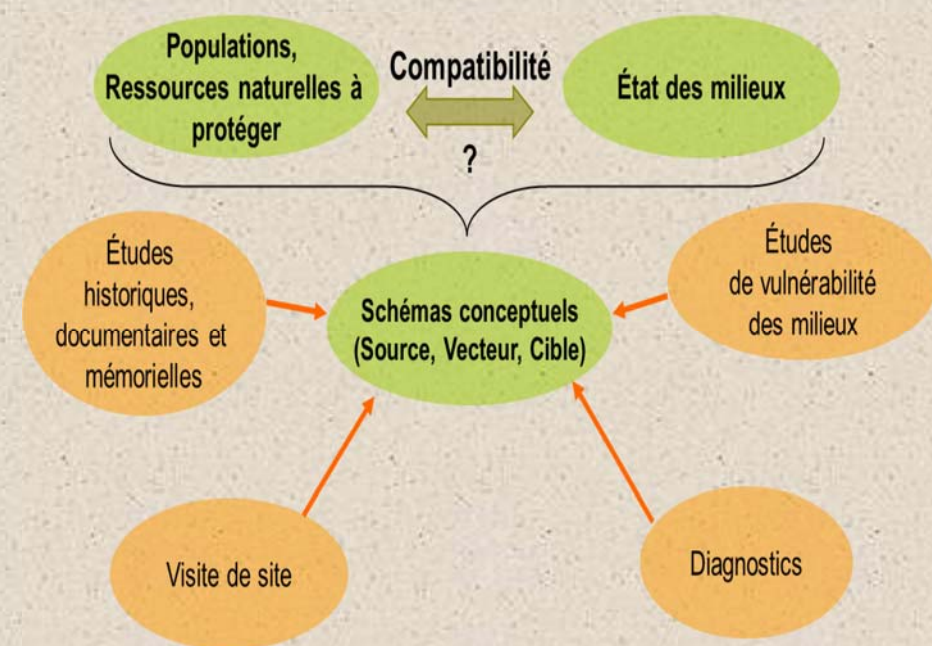 Populations,
Ressources naturelles à
protéger
Compatibilité
?
État des milieux
Études
historiques,
documentaires et
mémorielles
Schémas conceptuels
(Source, Vecteur, Cible)
Études
de vulnérabilité
des milieux
Visite de site
Diagnostics